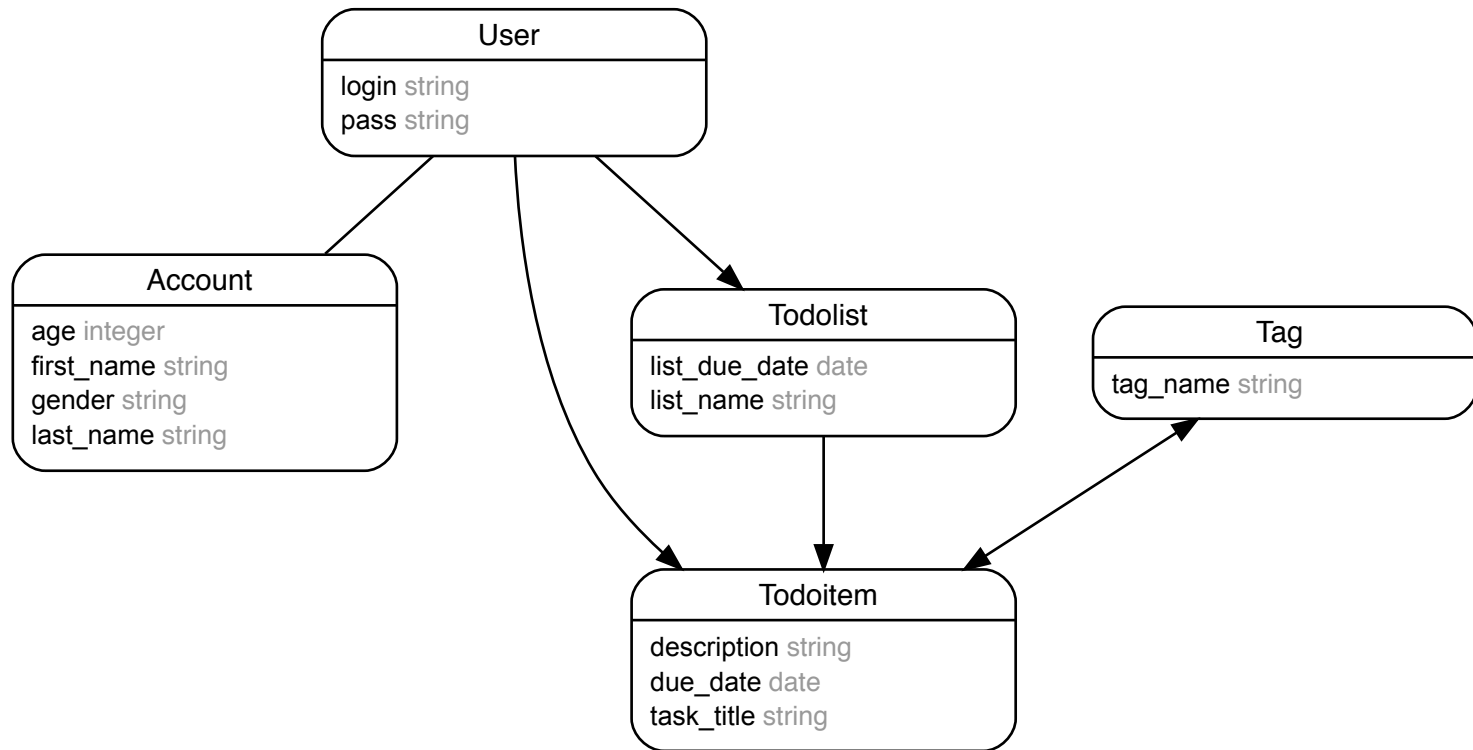 User
login string
pass string
Account
age integer
first_name string
gender string
last_name string
Todolist
list_due_date date
list_name string
Tag
tag_name string
Todoitem
description string
due_date date
task_title string